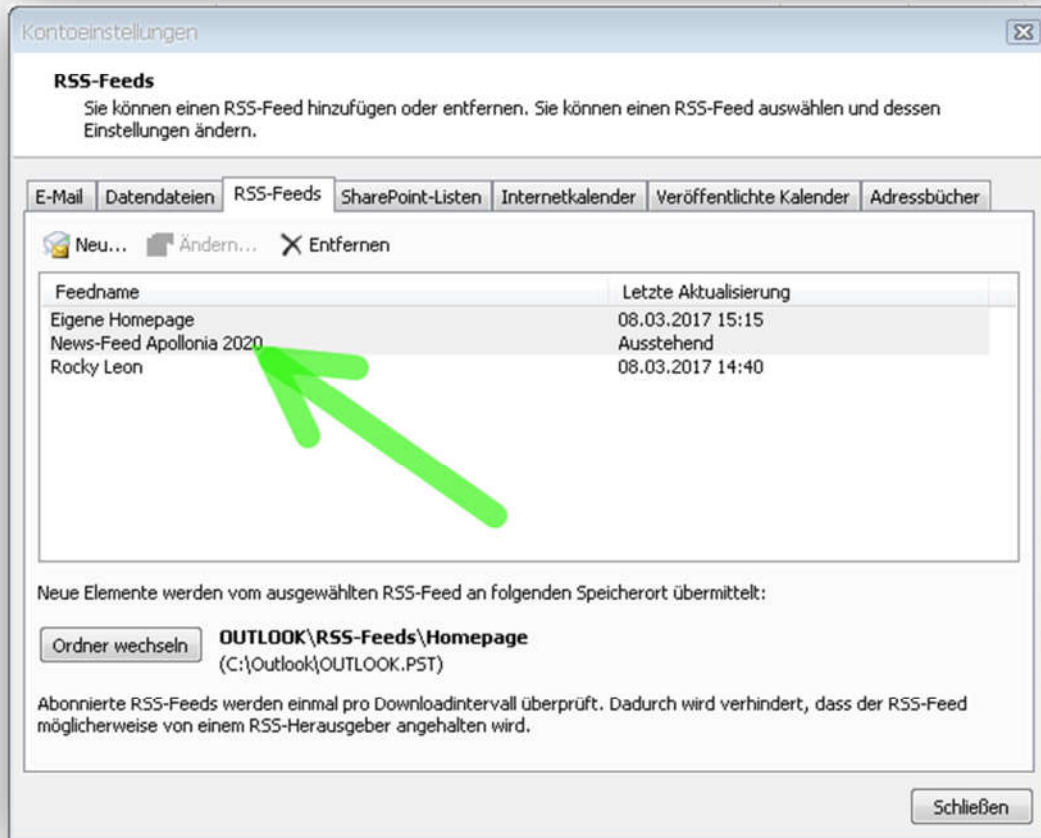 Kontoeinstellungen
RSS-Feeds
Sie können einen RSS-Feed hinzufügen oder entfernen. Sie können einen RSS-Feed auswählen und dessen
Einstellungen ändern.
E-Mail Datendateien RSS-Feeds SharePoint-Listen Internetkalender Veröffentlichte Kalender Adressbücher
Neu... Ändern... Entfernen
Feedname Letzte Aktualisierung
Eigene Homepage 08.03.2017 15:15
News-Feed Apollonia 2020 Ausstehend
Rocky Leon 08.03.2017 14:40
Neue Elemente werden vom ausgewählten RSS-Feed an folgenden Speicherort übermittelt:
Ordner wechseln OUTLOOK\RSS-Feeds\Homepage
(C:\Outlook\OUTLOOK.PST)
Abonnierte RSS-Feeds werden einmal pro Downloadintervall überprüft. Dadurch wird verhindert, dass der RSS-Feed
möglicherweise von einem RSS-Herausgeber angehalten wird.
Schließen